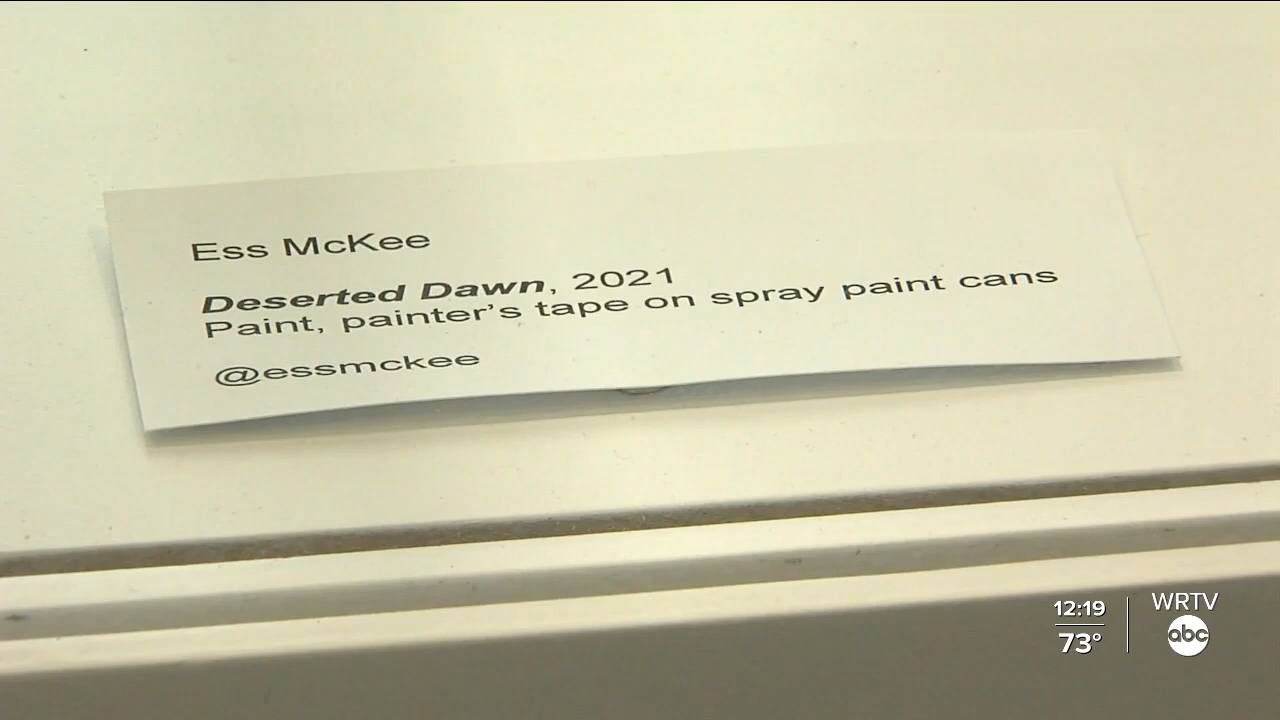 Ess McKee
Deserted Dawn, 2021
Paint, painter's tape on spray paint cans
@essmckee
12:19
73°
WRTV
abc